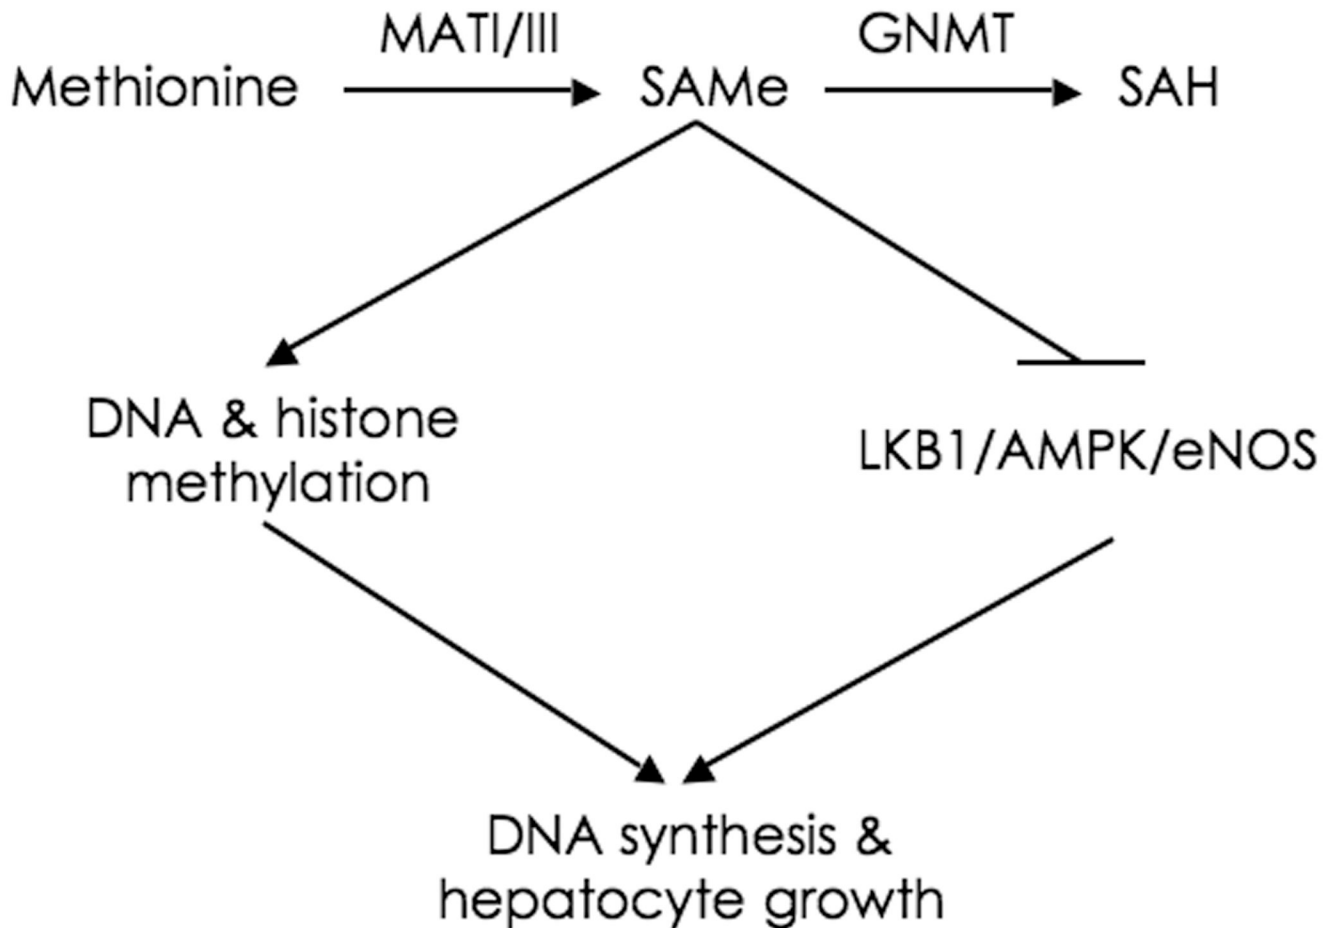 MATI/III
GNMT
Methionine
SAMe
SAH
DNA & histone
methylation
LKB1/AMPK/eNOS
DNA synthesis &
hepatocyte growth